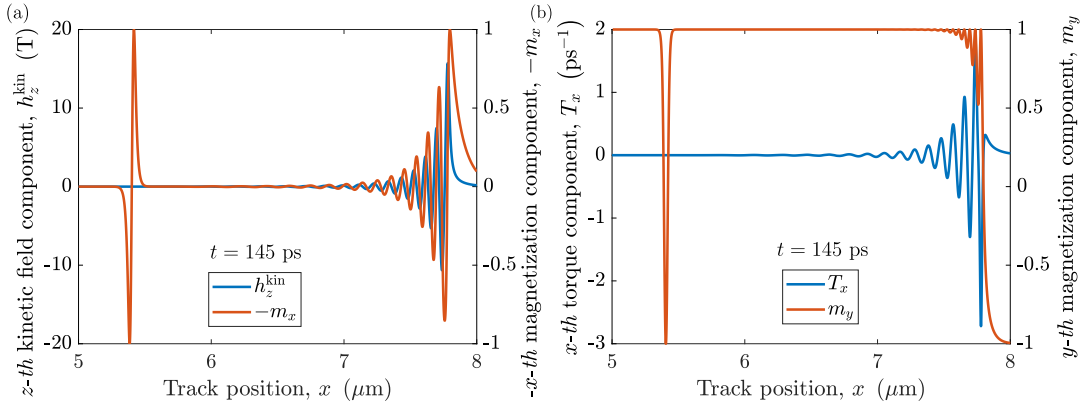 (a)
z-th kinetic field component, h_z^kin (T)
20
10
0
-10
-20
1
0.5
0
-0.5
-1
-x-th magnetization component, −m_x
t = 145 ps
h_z^kin
−m_x
5
6
7
8
Track position, x (μm)
(b)
x-th torque component, T_x (ps⁻¹)
2
1
0
-1
-2
-3
1
0.5
0
-0.5
-1
y-th magnetization component, m_y
t = 145 ps
T_x
m_y
5
6
7
8
Track position, x (μm)